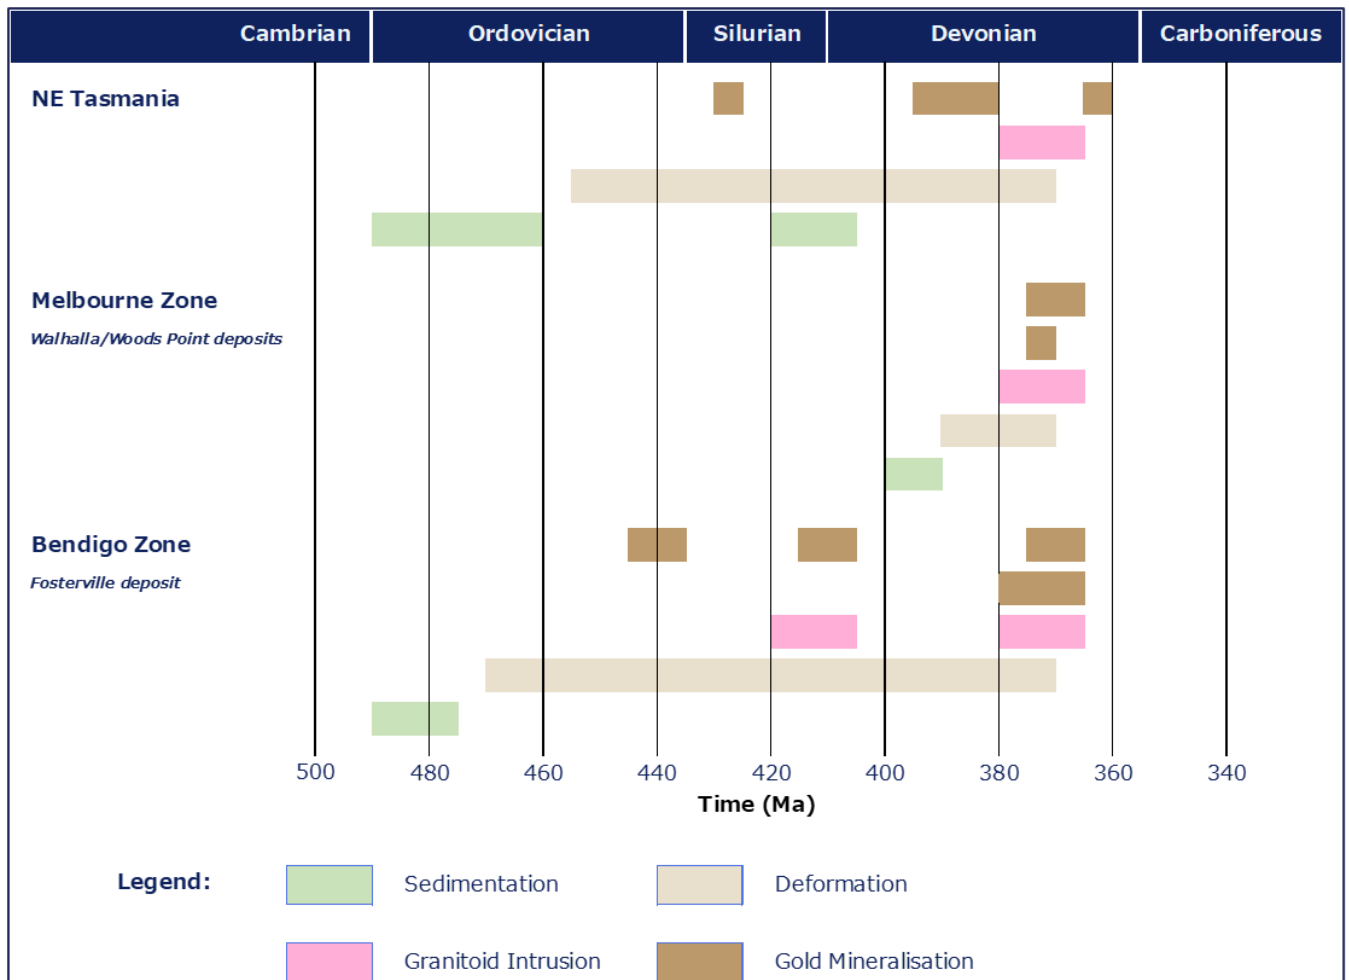 Cambrian Ordovician Silurian Devonian Carboniferous
NE Tasmania
Melbourne Zone
Walhalla/Woods Point deposits
Bendigo Zone
Fosterville deposit
500 480 460 440 420 400 380 360 340
Time (Ma)
Legend: Sedimentation Deformation
Granitoid Intrusion Gold Mineralisation